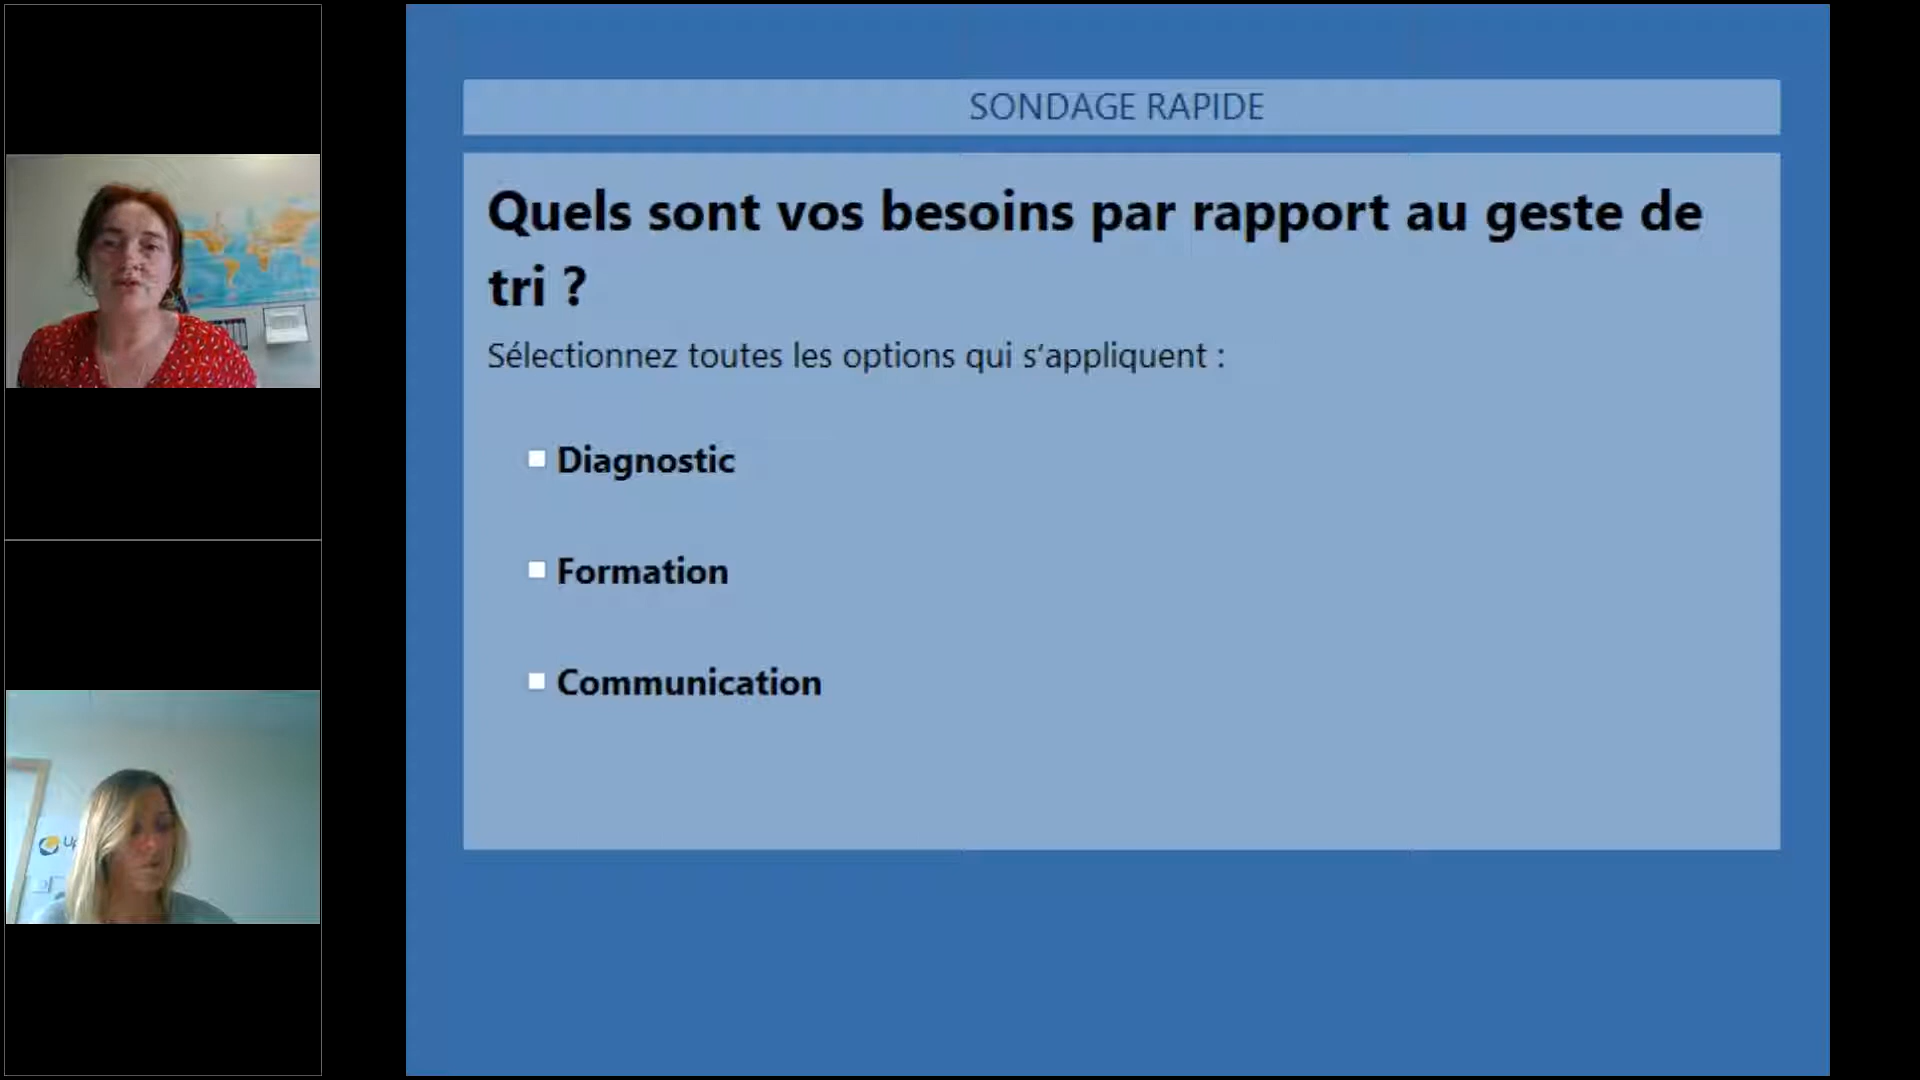 SONDAGE RAPIDE
Quels sont vos besoins par rapport au geste de
tri ?
Sélectionnez toutes les options qui s'appliquent :
Diagnostic
Formation
Communication